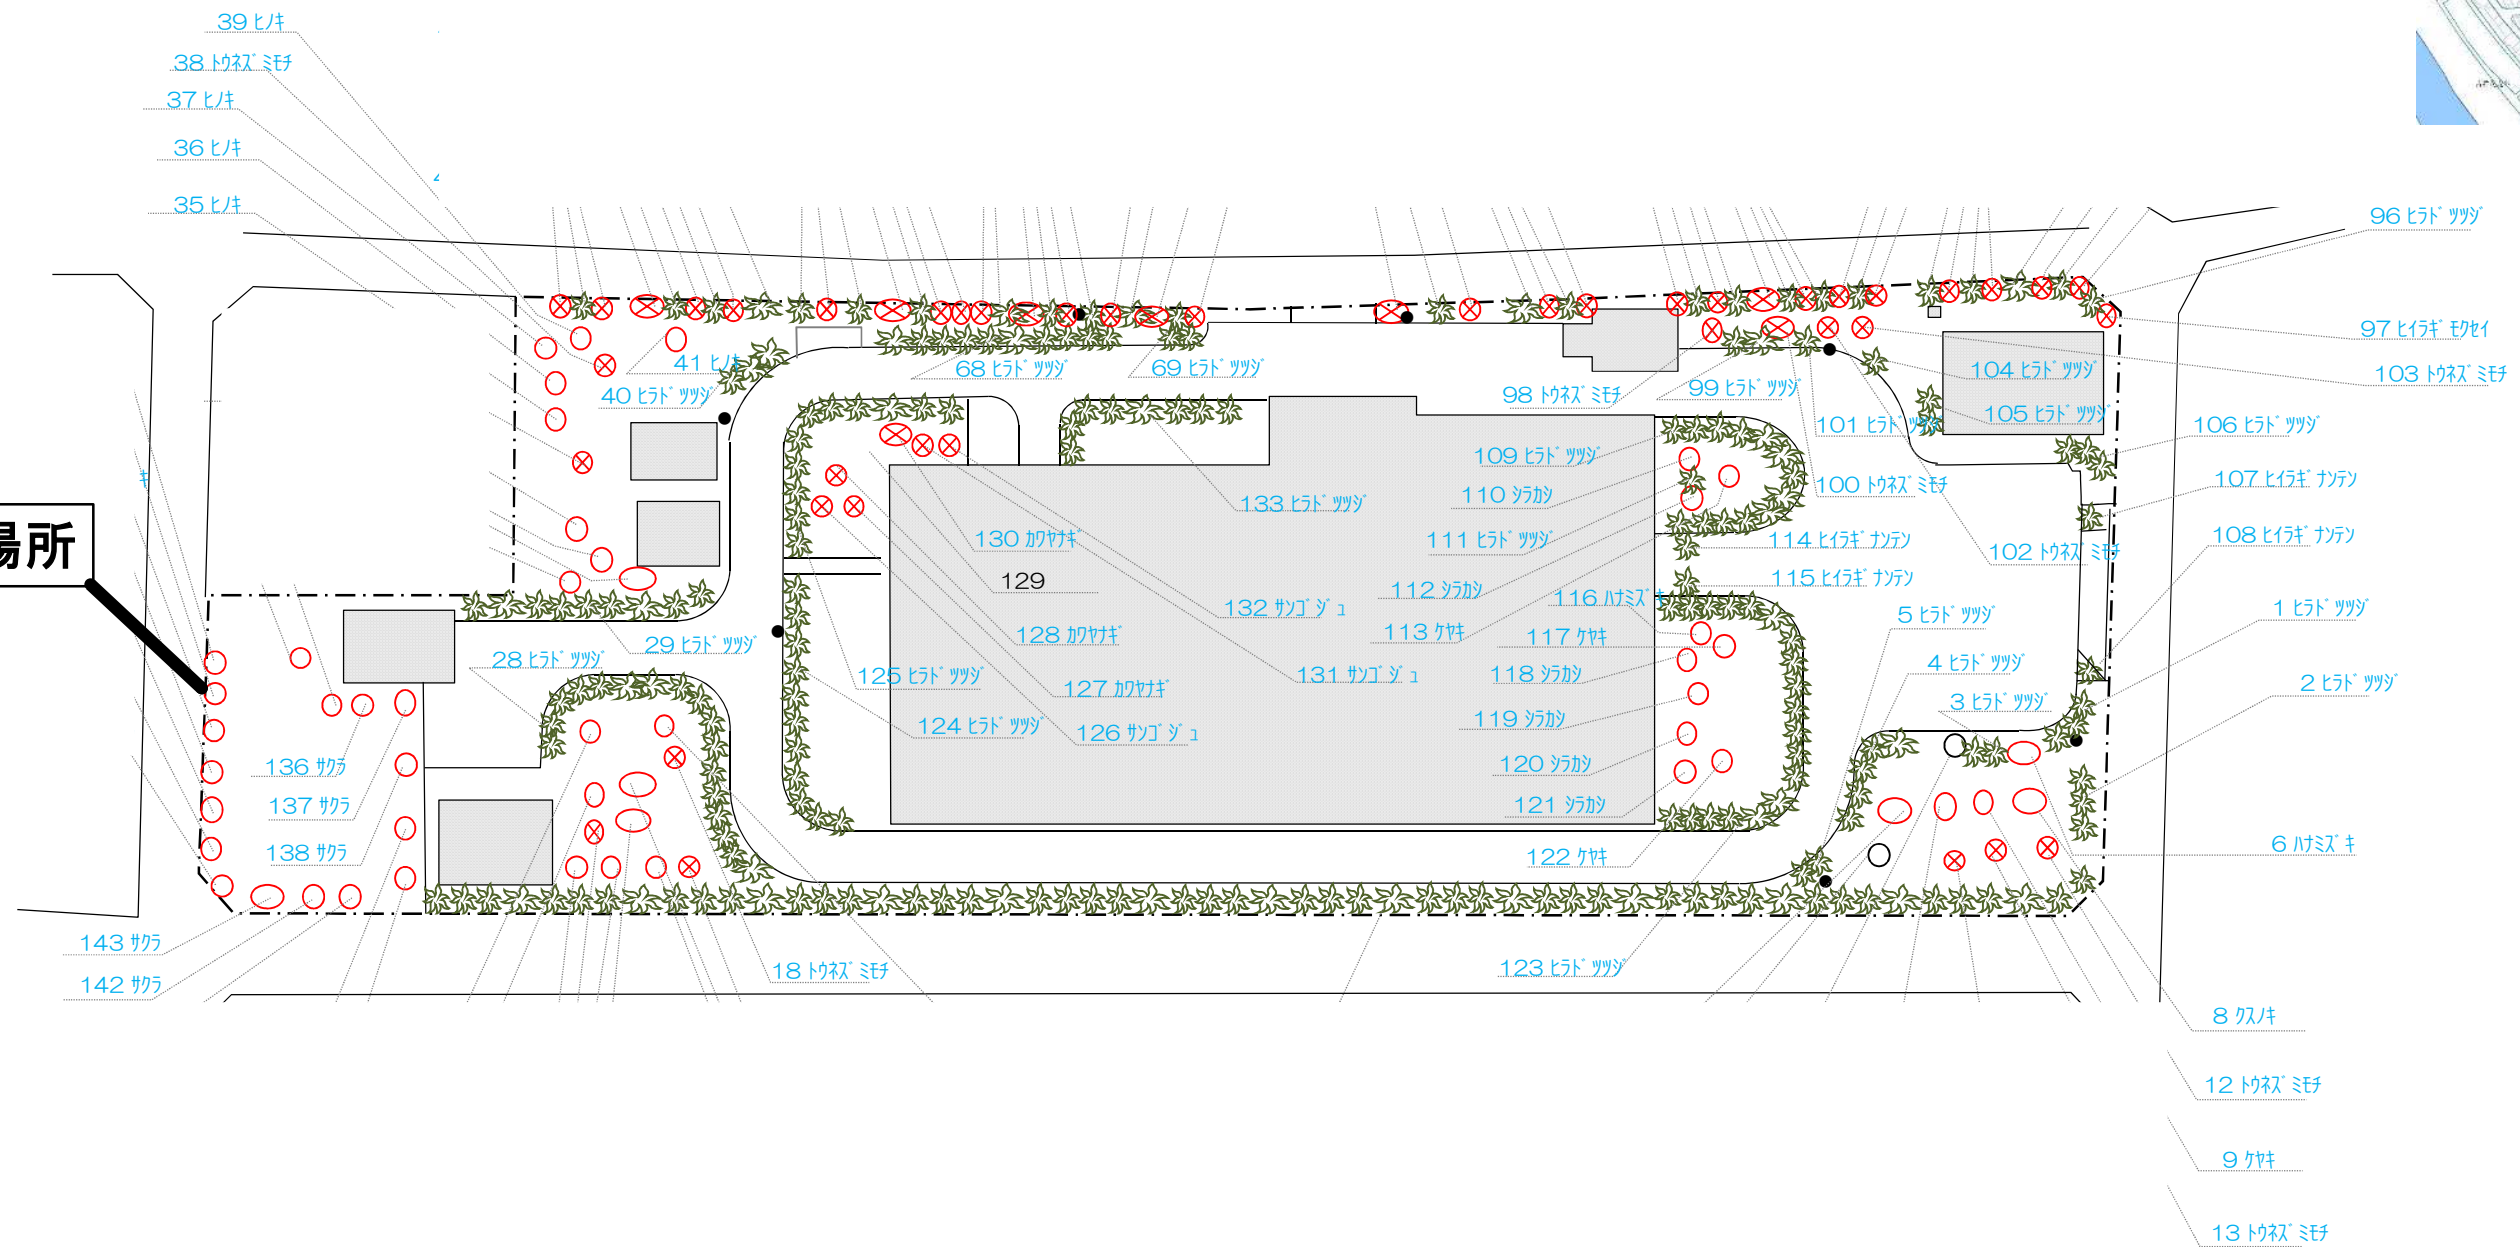 39 ﾋﾉｷ
38 ﾄｳﾈｽﾞﾐﾓﾁ
37 ﾋﾉｷ
36 ﾋﾉｷ
35 ﾋﾉｷ
96 ﾋﾗﾄﾞﾂﾂｼﾞ
97 ﾋｲﾗｷﾞﾓｸｾｲ
41 ﾋﾉｷ
68 ﾋﾗﾄﾞﾂﾂｼﾞ
69 ﾋﾗﾄﾞﾂﾂｼﾞ
104 ﾋﾗﾄﾞﾂﾂｼﾞ
103 ﾄｳﾈｽﾞﾐﾓﾁ
40 ﾋﾗﾄﾞﾂﾂｼﾞ
98 ﾄｳﾈｽﾞﾐﾓﾁ
99 ﾋﾗﾄﾞﾂﾂｼﾞ
105 ﾋﾗﾄﾞﾂﾂｼﾞ
101 ﾋﾗﾄﾞﾂﾂｼﾞ
106 ﾋﾗﾄﾞﾂﾂｼﾞ
109 ﾋﾗﾄﾞﾂﾂｼﾞ
107 ﾋｲﾗｷﾞﾅﾝﾃﾝ
100 ﾄｳﾈｽﾞﾐﾓﾁ
110 ｼﾗｶｼ
133 ﾋﾗﾄﾞﾂﾂｼﾞ
場所
130 ｶﾜﾔﾅｷﾞ
111 ﾋﾗﾄﾞﾂﾂｼﾞ
114 ﾋｲﾗｷﾞﾅﾝﾃﾝ
108 ﾋｲﾗｷﾞﾅﾝﾃﾝ
102 ﾄｳﾈｽﾞﾐﾓﾁ
129
115 ﾋｲﾗｷﾞﾅﾝﾃﾝ
112 ｼﾗｶｼ
116 ﾊﾅﾐｽﾞｷ
132 ｻﾝｺﾞｼﾞｭ
1 ﾋﾗﾄﾞﾂﾂｼﾞ
5 ﾋﾗﾄﾞﾂﾂｼﾞ
128 ｶﾜﾔﾅｷﾞ
113 ｹﾔｷ
117 ｹﾔｷ
29 ﾋﾗﾄﾞﾂﾂｼﾞ
28 ﾋﾗﾄﾞﾂﾂｼﾞ
4 ﾋﾗﾄﾞﾂﾂｼﾞ
125 ﾋﾗﾄﾞﾂﾂｼﾞ
131 ｻﾝｺﾞｼﾞｭ
118 ｼﾗｶｼ
2 ﾋﾗﾄﾞﾂﾂｼﾞ
127 ｶﾜﾔﾅｷﾞ
3 ﾋﾗﾄﾞﾂﾂｼﾞ
119 ｼﾗｶｼ
124 ﾋﾗﾄﾞﾂﾂｼﾞ
126 ｻﾝｺﾞｼﾞｭ
136 ｻｸﾗ
120 ｼﾗｶｼ
137 ｻｸﾗ
121 ｼﾗｶｼ
138 ｻｸﾗ
122 ｹﾔｷ
6 ﾊﾅﾐｽﾞｷ
143 ｻｸﾗ
18 ﾄｳﾈｽﾞﾐﾓﾁ
123 ﾋﾗﾄﾞﾂﾂｼﾞ
142 ｻｸﾗ
8 ｸｽﾉｷ
12 ﾄｳﾈｽﾞﾐﾓﾁ
9 ｹﾔｷ
13 ﾄｳﾈｽﾞﾐﾓﾁ